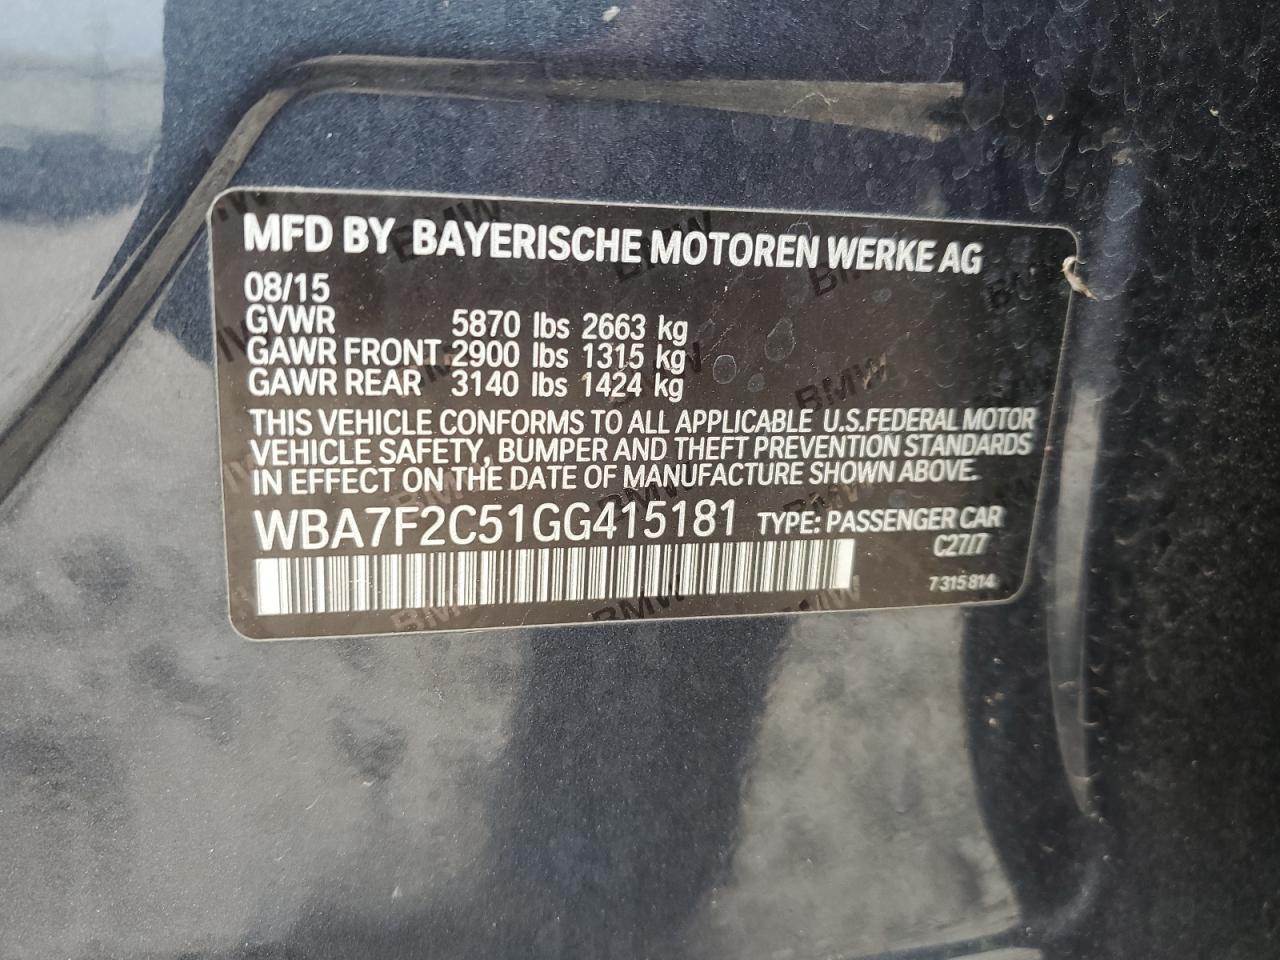 MFD BY BAYERISCHE MOTOREN WERKE AG
08/15
GVWR 5870 lbs 2663 kg
GAWR FRONT 2900 lbs 1315 kg
GAWR REAR 3140 lbs 1424 kg
THIS VEHICLE CONFORMS TO ALL APPLICABLE U.S.FEDERAL MOTOR
VEHICLE SAFETY, BUMPER AND THEFT PREVENTION STANDARDS
IN EFFECT ON THE DATE OF MANUFACTURE SHOWN ABOVE.
WBA7F2C51GG415181 TYPE: PASSENGER CAR
C27/7
7315814